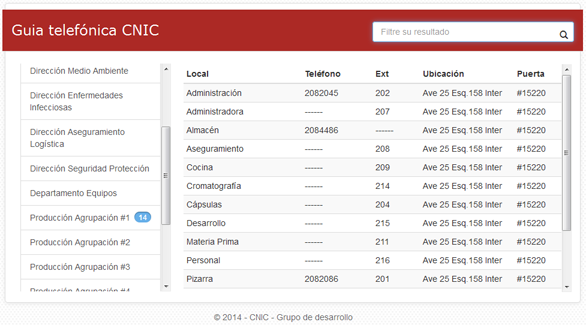 Guia telefónica CNIC
Filtre su resultado
Dirección Medio Ambiente
Dirección Enfermedades
Infecciosas
Dirección Aseguramiento
Logística
Dirección Seguridad Protección
Departamento Equipos
Producción Agrupación #1 14
Producción Agrupación #2
Producción Agrupación #3
Producción Agrupación #4
Local Teléfono Ext Ubicación Puerta
Administración 2082045 202 Ave 25 Esq.158 Inter #15220
Administradora ------ 207 Ave 25 Esq.158 Inter #15220
Almacén 2084486 ------ Ave 25 Esq.158 Inter #15220
Aseguramiento ------ 208 Ave 25 Esq.158 Inter #15220
Cocina ------ 209 Ave 25 Esq.158 Inter #15220
Cromatografía ------ 214 Ave 25 Esq.158 Inter #15220
Cápsulas ------ 204 Ave 25 Esq.158 Inter #15220
Desarrollo ------ 215 Ave 25 Esq.158 Inter #15220
Materia Prima ------ 211 Ave 25 Esq.158 Inter #15220
Personal ------ 216 Ave 25 Esq.158 Inter #15220
Pizarra 2082086 201 Ave 25 Esq.158 Inter #15220
© 2014 - CNIC - Grupo de desarrollo